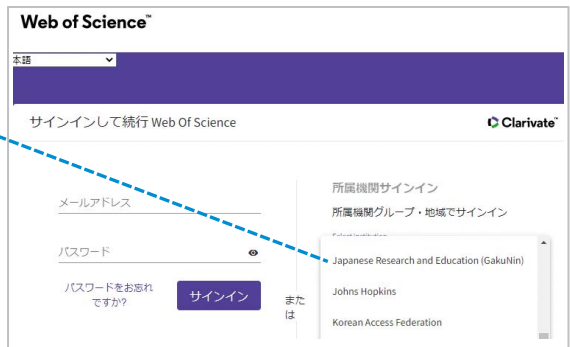 Web of Science™
本語
サインインして続行 Web Of Science
Clarivate™
メールアドレス
パスワード
パスワードをお忘れ
ですか?
サインイン
また
は
所属機関サインイン
所属機関グループ・地域でサインイン
Select institution
Japanese Research and Education (GakuNin)
Johns Hopkins
Korean Access Federation